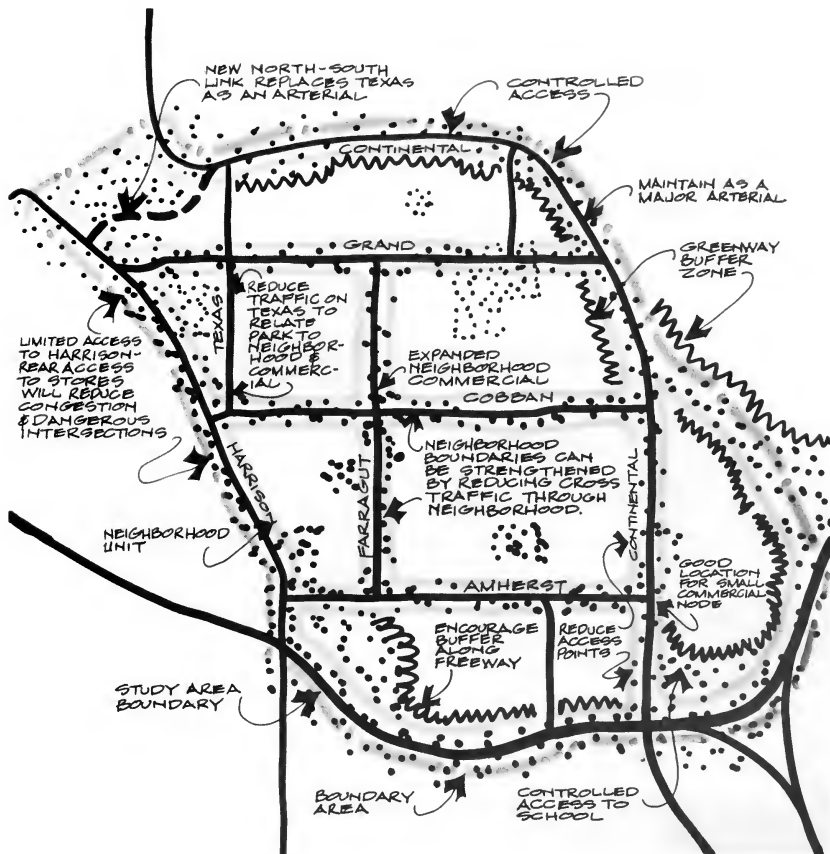 NEW NORTH-SOUTH
LINK REPLACES TEXAS
AS AN ARTERIAL
CONTROLLED
ACCESS
CONTINENTAL
MAINTAIN AS A
MAJOR ARTERIAL
GRAND
GREENWAY
BUFFER
ZONE
TEXAS
REDUCE
TRAFFIC ON
TEXAS TO
RELATE
PARK TO
NEIGHBOR-
HOOD &
COMMERC-
IAL
LIMITED ACCESS
TO HARRISON-
REAR ACCESS
TO STORES
WILL REDUCE
CONGESTION
& DANGEROUS
INTERSECTIONS
EXPANDED
NEIGHBORHOOD
COMMERCIAL
COBBAN
HARRISON
FARRAGUT
NEIGHBORHOOD
BOUNDARIES CAN
BE STRENGTHENED
BY REDUCING CROSS
TRAFFIC THROUGH
NEIGHBORHOOD.
CONTINENTAL
NEIGHBORHOOD
UNIT
GOOD
LOCATION
FOR SMALL
COMMERCIAL
NODE
AMHERST
ENCOURAGE
BUFFER
ALONG
FREEWAY
REDUCE
ACCESS
POINTS
STUDY AREA
BOUNDARY
BOUNDARY
AREA
CONTROLLED
ACCESS TO
SCHOOL